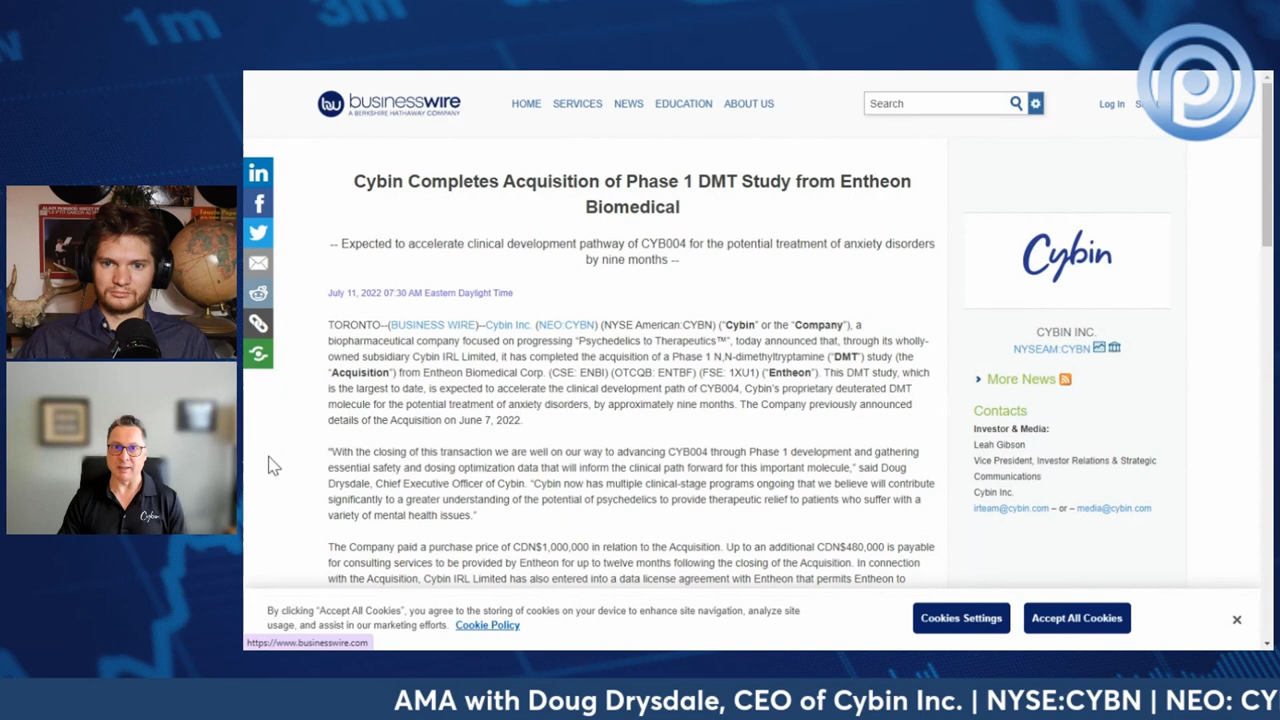 1m
3m
businesswire
A BERKSHIRE HATHAWAY COMPANY
HOME SERVICES NEWS EDUCATION ABOUT US
Search
Log In
Cybin Completes Acquisition of Phase 1 DMT Study from Entheon
Biomedical
-- Expected to accelerate clinical development pathway of CYB004 for the potential treatment of anxiety disorders
by nine months --
July 11, 2022 07:30 AM Eastern Daylight Time
TORONTO--(BUSINESS WIRE)--Cybin Inc. (NEO:CYBN) (NYSE American:CYBN) (“Cybin” or the “Company”), a
biopharmaceutical company focused on progressing “Psychedelics to Therapeutics™”, today announced that, through its wholly-
owned subsidiary Cybin IRL Limited, it has completed the acquisition of a Phase 1 N,N-dimethyltryptamine (“DMT”) study (the
“Acquisition”) from Entheon Biomedical Corp. (CSE: ENBI) (OTCQB: ENTBF) (FSE: 1XU1) (“Entheon”). This DMT study, which
is the largest to date, is expected to accelerate the clinical development path of CYB004, Cybin’s proprietary deuterated DMT
molecule for the potential treatment of anxiety disorders, by approximately nine months. The Company previously announced
details of the Acquisition on June 7, 2022.
"With the closing of this transaction we are well on our way to advancing CYB004 through Phase 1 development and gathering
essential safety and dosing optimization data that will inform the clinical path forward for this important molecule,” said Doug
Drysdale, Chief Executive Officer of Cybin. “Cybin now has multiple clinical-stage programs ongoing that we believe will contribute
significantly to a greater understanding of the potential of psychedelics to provide therapeutic relief to patients who suffer with a
variety of mental health issues.”
The Company paid a purchase price of CDN$1,000,000 in relation to the Acquisition. Up to an additional CDN$480,000 is payable
for consulting services to be provided by Entheon for up to twelve months following the closing of the Acquisition. In connection
with the Acquisition, Cybin IRL Limited has also entered into a data license agreement with Entheon that permits Entheon to
Cybin
CYBIN INC.
NYSEAM:CYBN
More News
Contacts
Investor & Media:
Leah Gibson
Vice President, Investor Relations & Strategic
Communications
Cybin Inc.
irteam@cybin.com – or – media@cybin.com
Cybin
By clicking “Accept All Cookies”, you agree to the storing of cookies on your device to enhance site navigation, analyze site
usage, and assist in our marketing efforts. Cookie Policy
Cookies Settings
Accept All Cookies
https://www.businesswire.com
AMA with Doug Drysdale, CEO of Cybin Inc. | NYSE:CYBN | NEO: CY